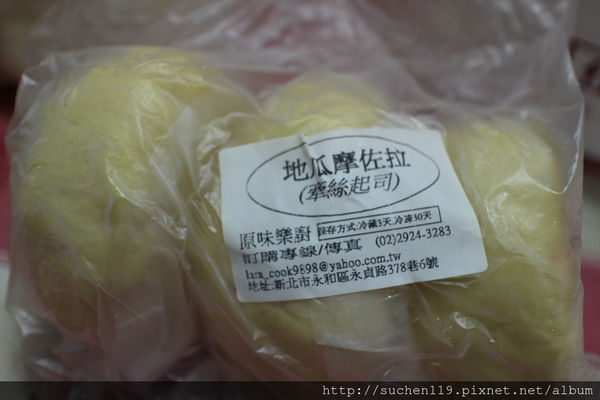 地瓜摩佐拉
(牽絲起司)
原味樂廚 保存方式:冷藏3天,冷凍30天
訂購專線/傳真 (02)2924-3283
lara_cook9898@yahoo.com.tw
地址:新北市永和區永貞路378巷6號
http://suchen119.pixnet.net/album